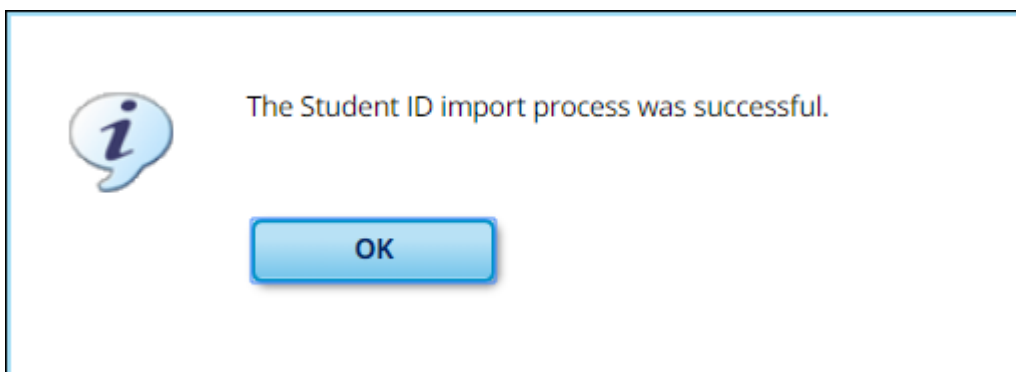 The Student ID import process was successful.
OK